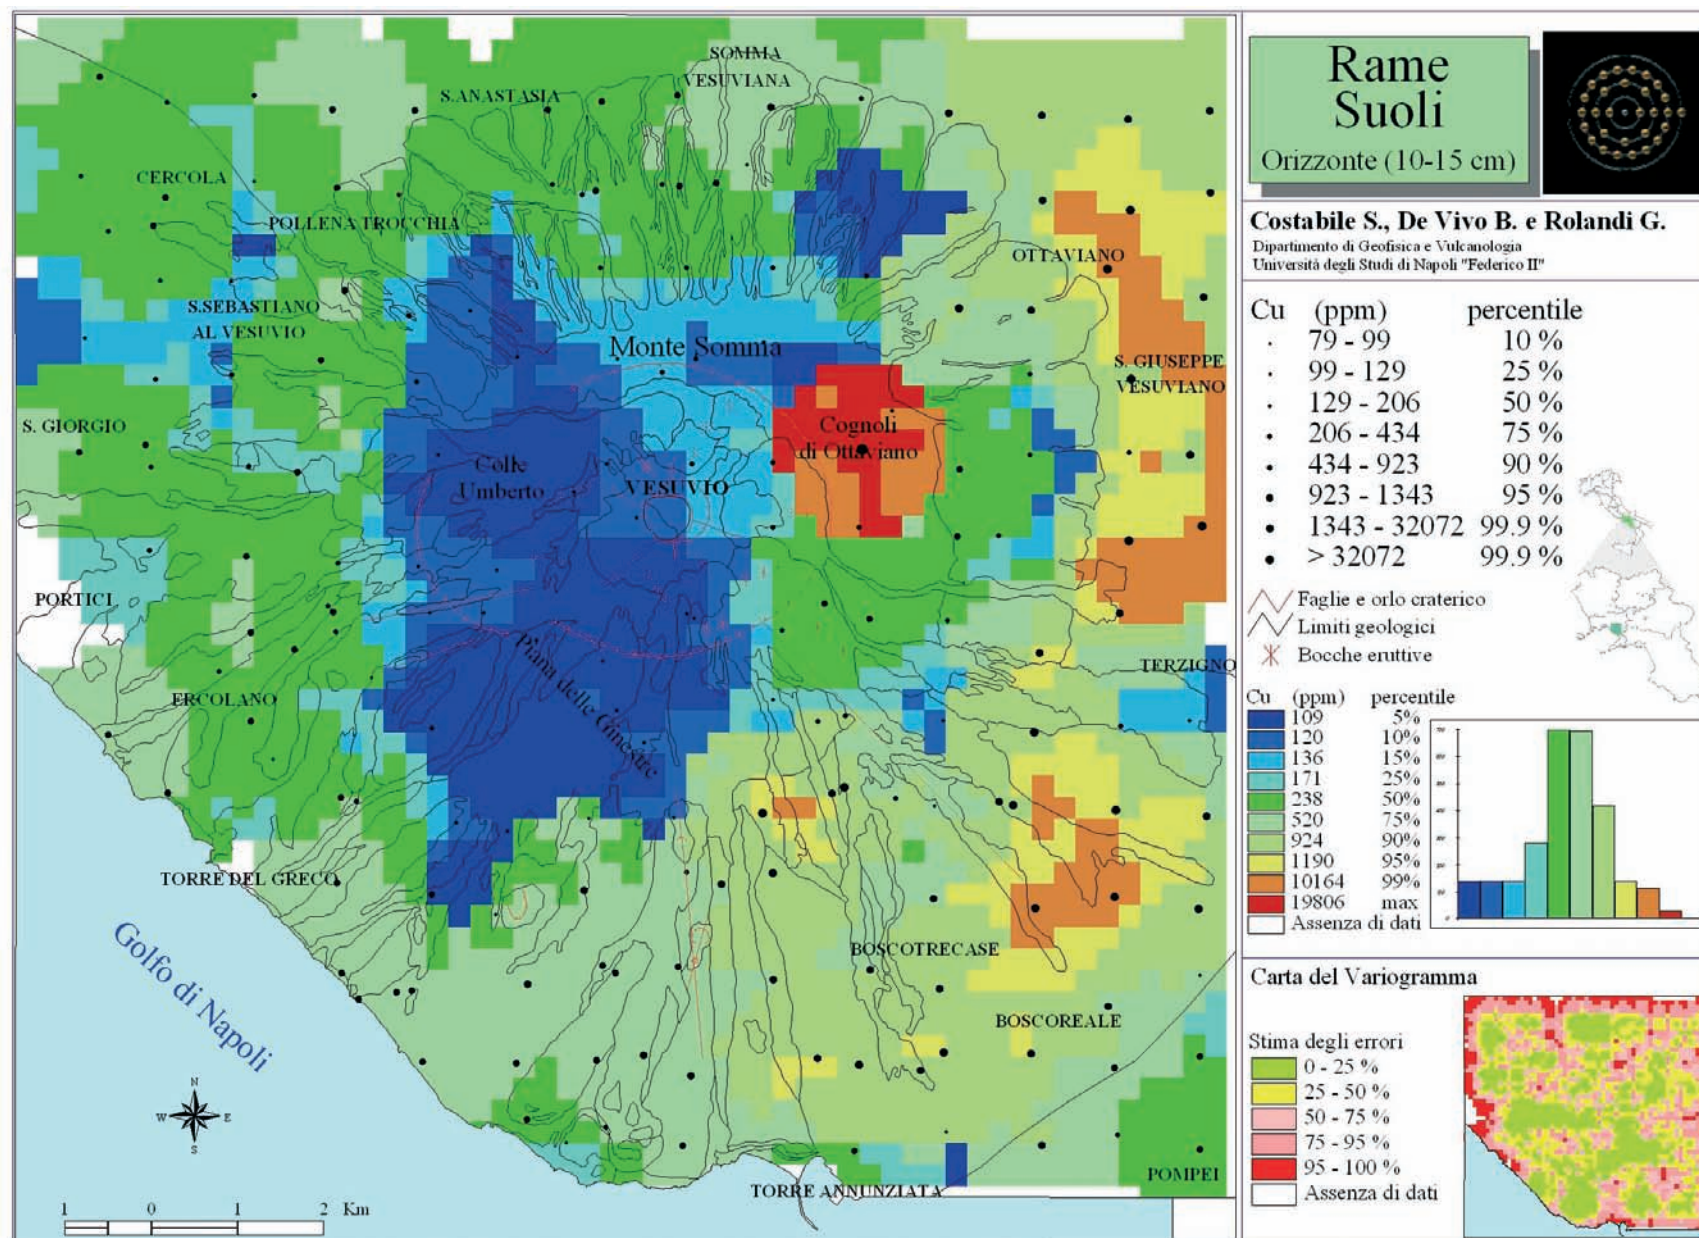 SOMMA
VESUVIANA
S.ANASTASIA
CERCOLA
POLLENA TROCCHIA
OTTAVIANO
S.SEBASTIANO
AL VESUVIO
Monte Somma
S. GIUSEPPE
VESUVIANO
S. GIORGIO
Cognoli
di Ottaviano
Colle
Umberto
VESUVIO
PORTICI
Piana delle Ginestre
TERZIGNO
ERCOLANO
TORRE DEL GRECO
Golfo di Napoli
BOSCOTRECASE
BOSCOREALE
POMPEI
TORRE ANNUNZIATA
N
W E
S
1 0 1 2 Km
Rame
Suoli
Orizzonte (10-15 cm)
Costabile S., De Vivo B. e Rolandi G.
Dipartimento di Geofisica e Vulcanologia
Università degli Studi di Napoli "Federico II"
Cu (ppm) percentile
79 - 99 10 %
99 - 129 25 %
129 - 206 50 %
206 - 434 75 %
434 - 923 90 %
923 - 1343 95 %
1343 - 32072 99.9 %
> 32072 99.9 %
Faglie e orlo craterico
Limiti geologici
Bocche eruttive
Cu (ppm) percentile
109 5%
120 10%
136 15%
171 25%
238 50%
520 75%
924 90%
1190 95%
10164 99%
19806 max
Assenza di dati
Carta del Variogramma
Stima degli errori
0 - 25 %
25 - 50 %
50 - 75 %
75 - 95 %
95 - 100 %
Assenza di dati